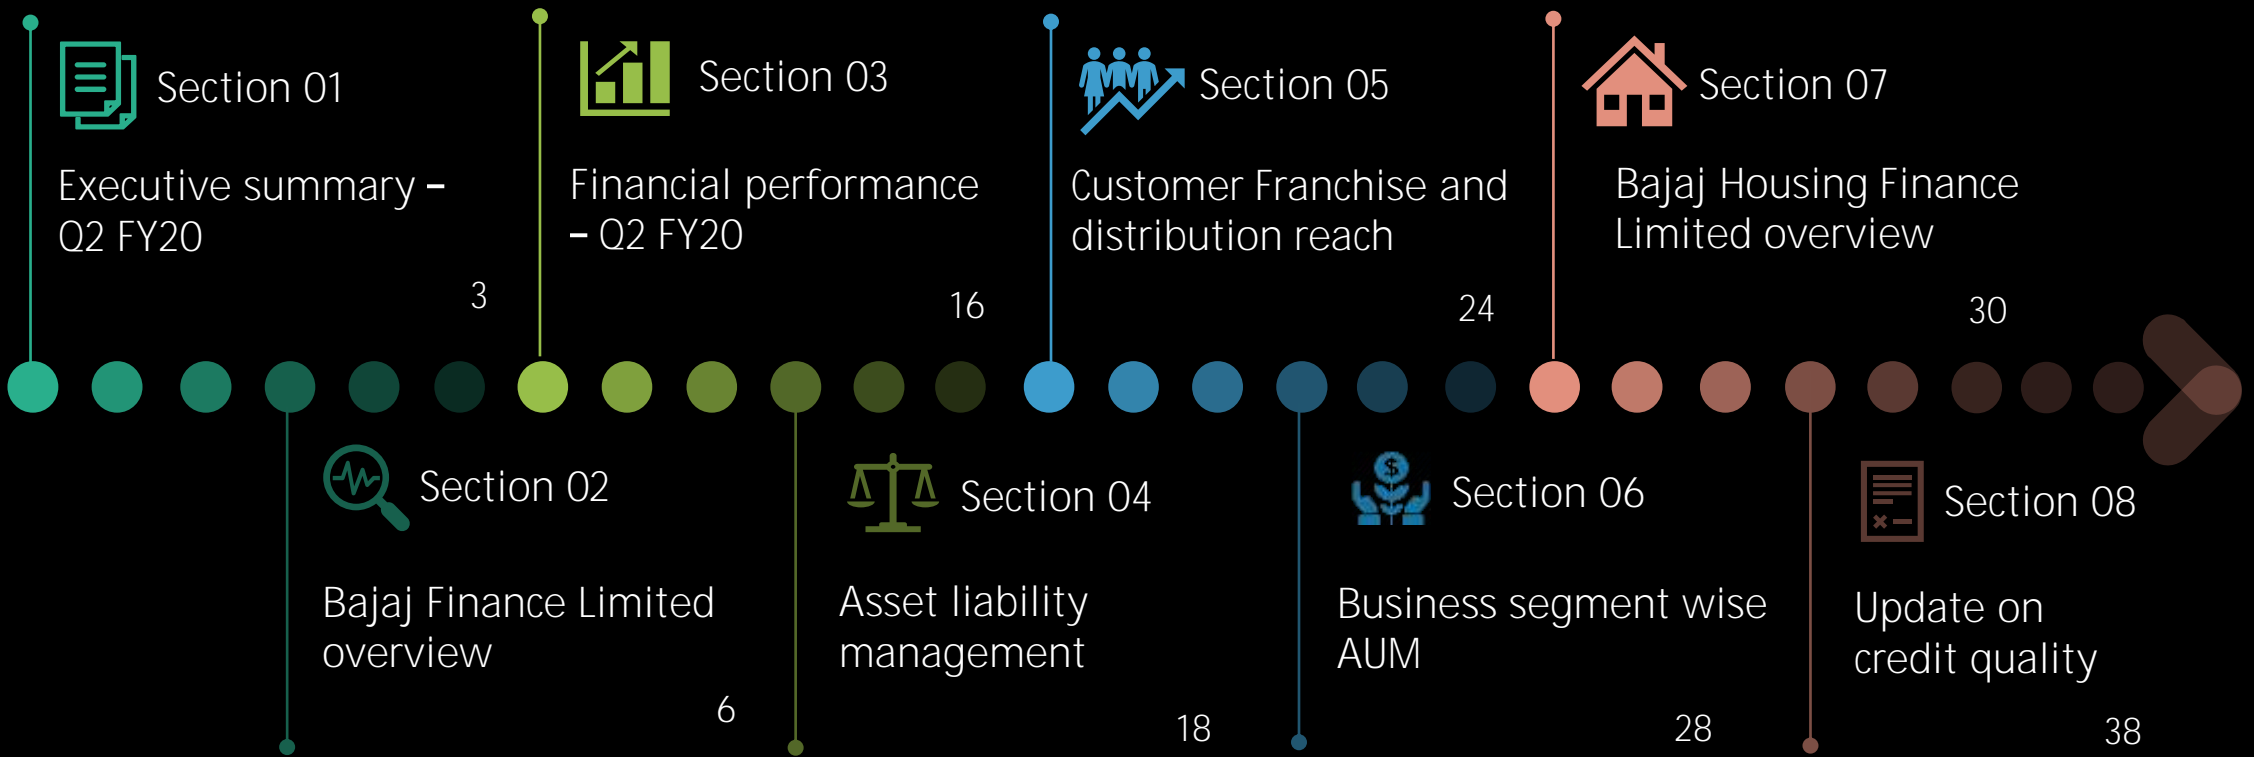 Section 01
Executive summary –
Q2 FY20
3
Section 02
Bajaj Finance Limited
overview
6
Section 03
Financial performance
– Q2 FY20
16
Section 04
Asset liability
management
18
Section 05
Customer Franchise and
distribution reach
24
Section 06
Business segment wise
AUM
28
Section 07
Bajaj Housing Finance
Limited overview
30
Section 08
Update on
credit quality
38